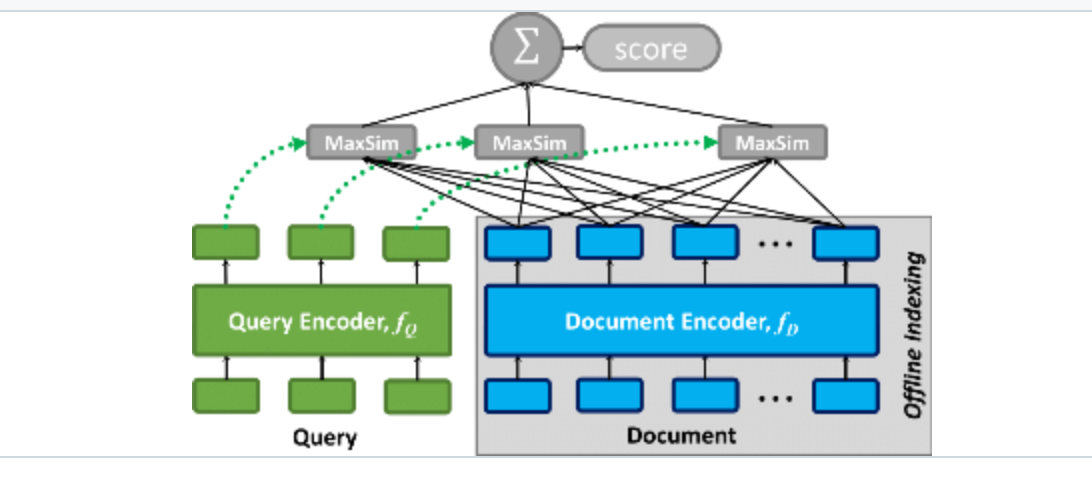 Σ
score
MaxSim MaxSim MaxSim
...
Query Encoder, f_Q
Document Encoder, f_D
...
Query
Document
Offline Indexing